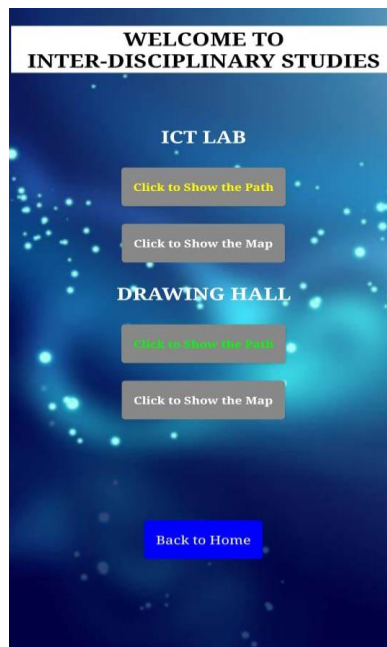 WELCOME TO
INTER-DISCIPLINARY STUDIES
ICT LAB
Click to Show the Path
Click to Show the Map
DRAWING HALL
Click to Show the Path
Click to Show the Map
Back to Home